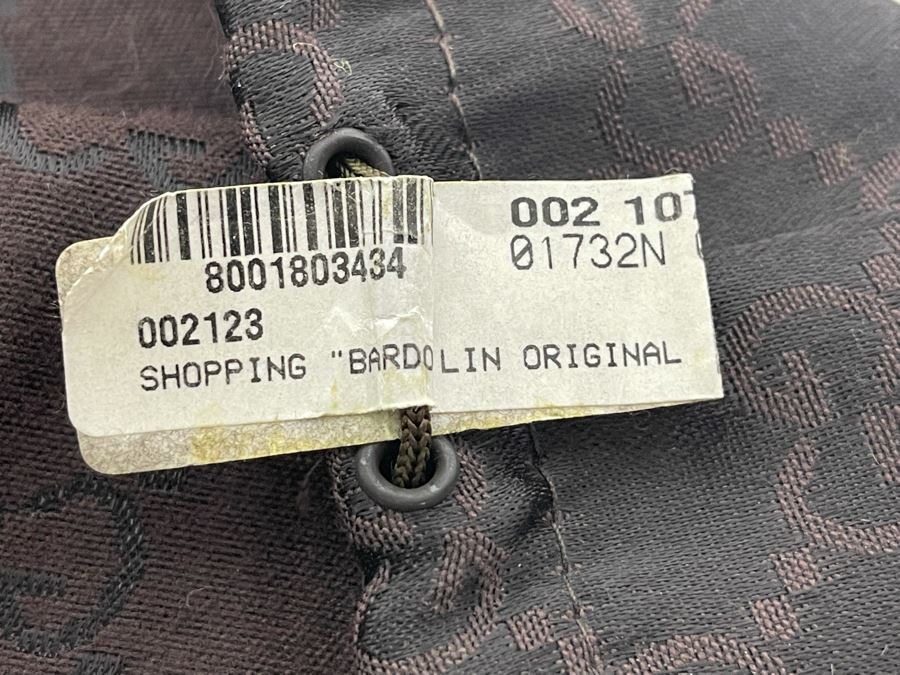 002 10
01732N
8001803434
002123
SHOPPING "BARDOLIN ORIGINAL